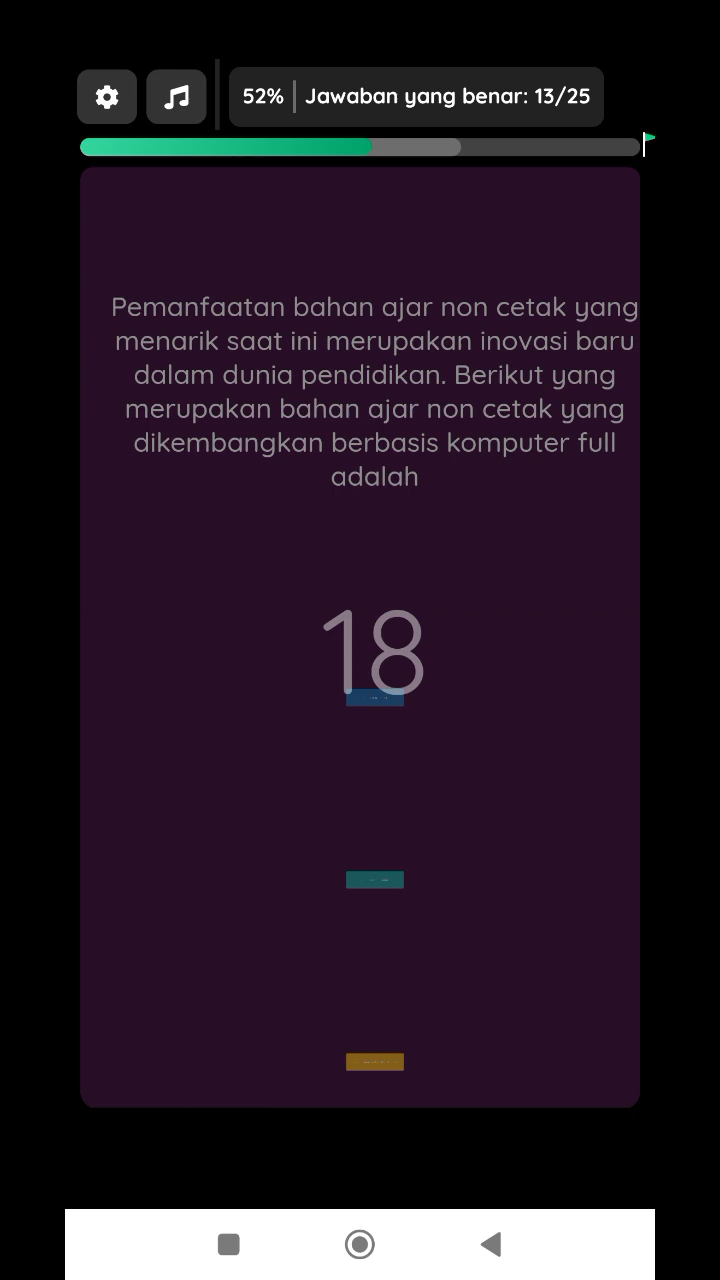 52% Jawaban yang benar: 13/25
Pemanfaatan bahan ajar non cetak yang
menarik saat ini merupakan inovasi baru
dalam dunia pendidikan. Berikut yang
merupakan bahan ajar non cetak yang
dikembangkan berbasis komputer full
adalah
18